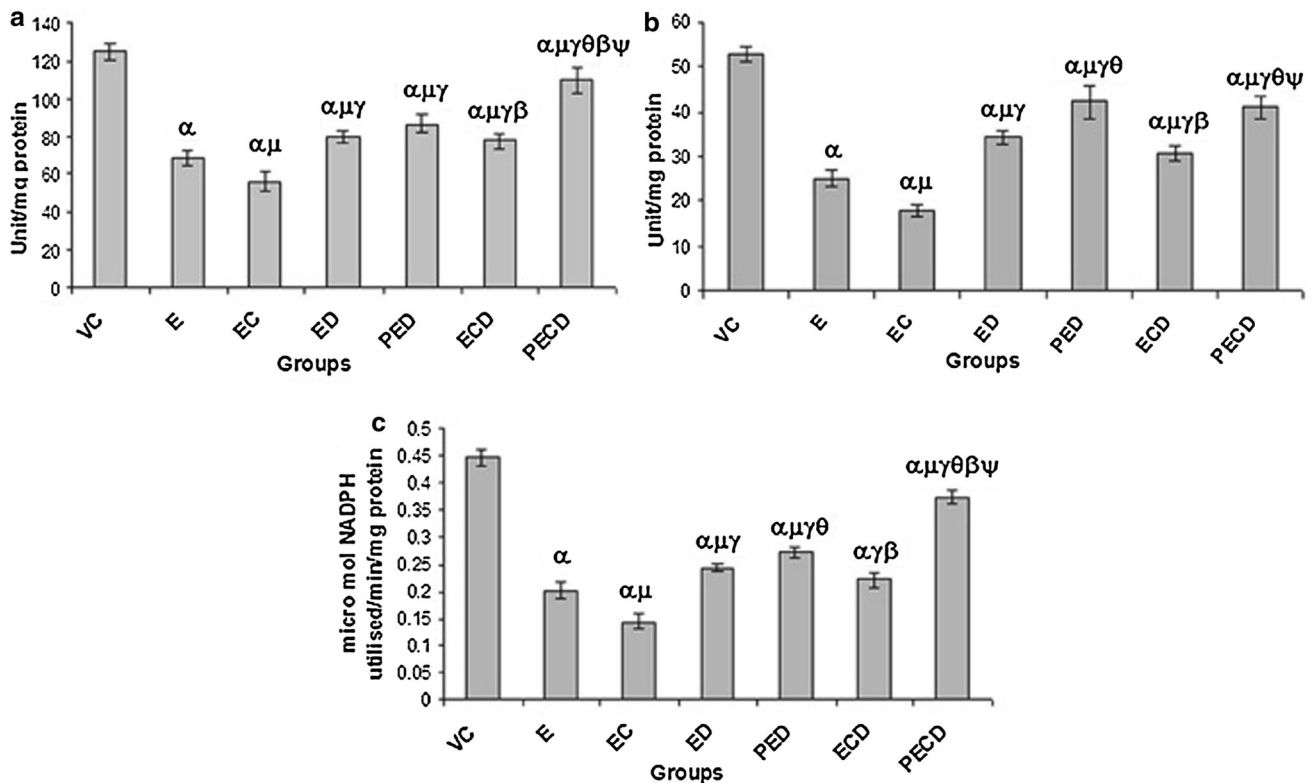 a
140
120
100
80
60
40
20
0
Unit/mg protein
α
αμ
αμγ
αμγ
αμγβ
αμγθβψ
VC
E
EC
ED
PED
ECD
PECD
Groups
b
60
50
40
30
20
10
0
Unit/mg protein
α
αμ
αμγ
αμγθ
αμγβ
αμγθψ
VC
E
EC
ED
PED
ECD
PECD
Groups
c
0.5
0.45
0.4
0.35
0.3
0.25
0.2
0.15
0.1
0.05
0
micro mol NADPH
utilised/min/mg protein
α
αμ
αμγ
αμγθ
αγβ
αμγθβψ
VC
E
EC
ED
PED
ECD
PECD
Groups